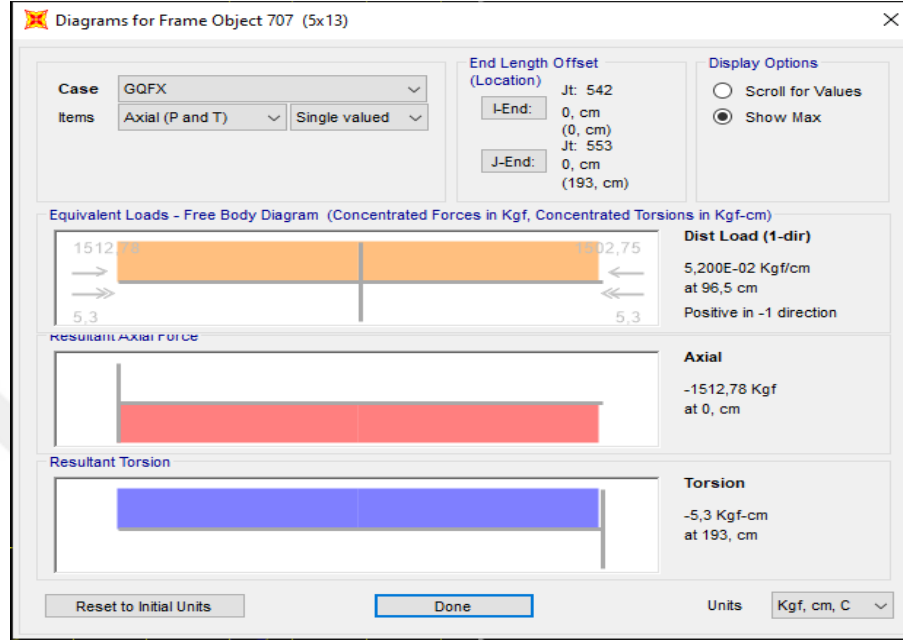 Diagrams for Frame Object 707 (5x13)
Case GQFX
Items Axial (P and T) Single valued
End Length Offset
(Location)
I-End:
Jt: 542
0, cm
(0, cm)
J-End:
Jt: 553
0, cm
(193, cm)
Display Options
Scroll for Values
Show Max
Equivalent Loads - Free Body Diagram (Concentrated Forces in Kgf, Concentrated Torsions in Kgf-cm)
1512,78 1502,75
5,3 5,3
Dist Load (1-dir)
5,200E-02 Kgf/cm
at 96,5 cm
Positive in -1 direction
Resultant Axial Force
Axial
-1512,78 Kgf
at 0, cm
Resultant Torsion
Torsion
-5,3 Kgf-cm
at 193, cm
Reset to Initial Units Done Units Kgf, cm, C